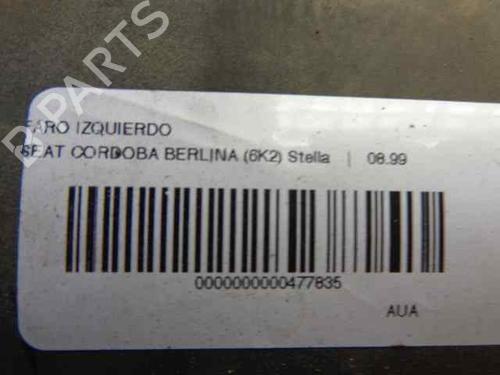 FARO IZQUIERDO
SEAT CORDOBA BERLINA (6K2) Stella | 08.99
0000000000477835
AUA
PARTS